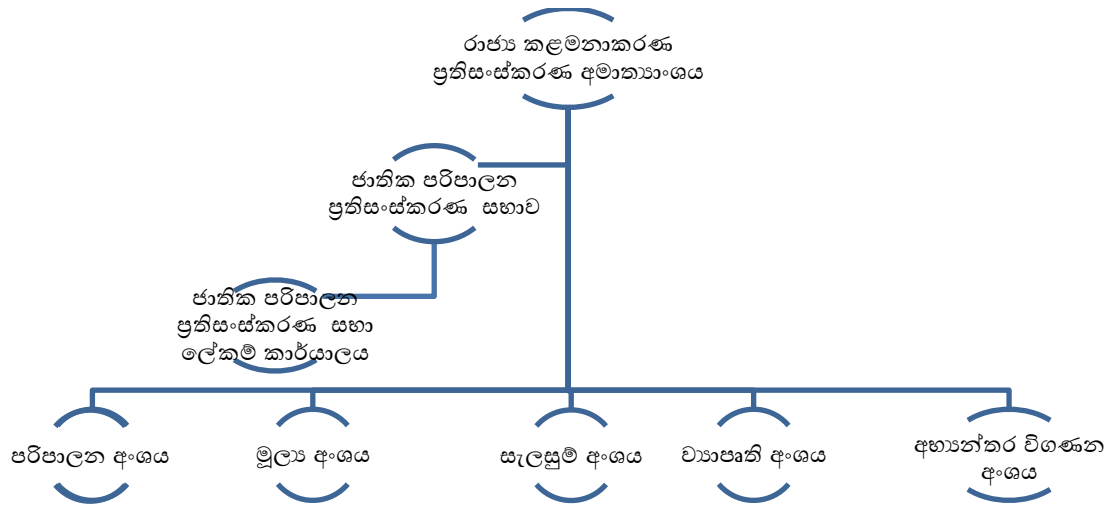 රාජ්‍ය කළමනාකරණ
ප්‍රතිසංස්කරණ අමාත්‍යාංශය
ජාතික පරිපාලන
ප්‍රතිසංස්කරණ සභාව
ජාතික පරිපාලන
ප්‍රතිසංස්කරණ සභා
ලේකම් කාර්යාලය
පරිපාලන අංශය
මූල්‍ය අංශය
සැලසුම් අංශය
ව්‍යාපෘති අංශය
අභ්‍යන්තර විගණන
අංශය